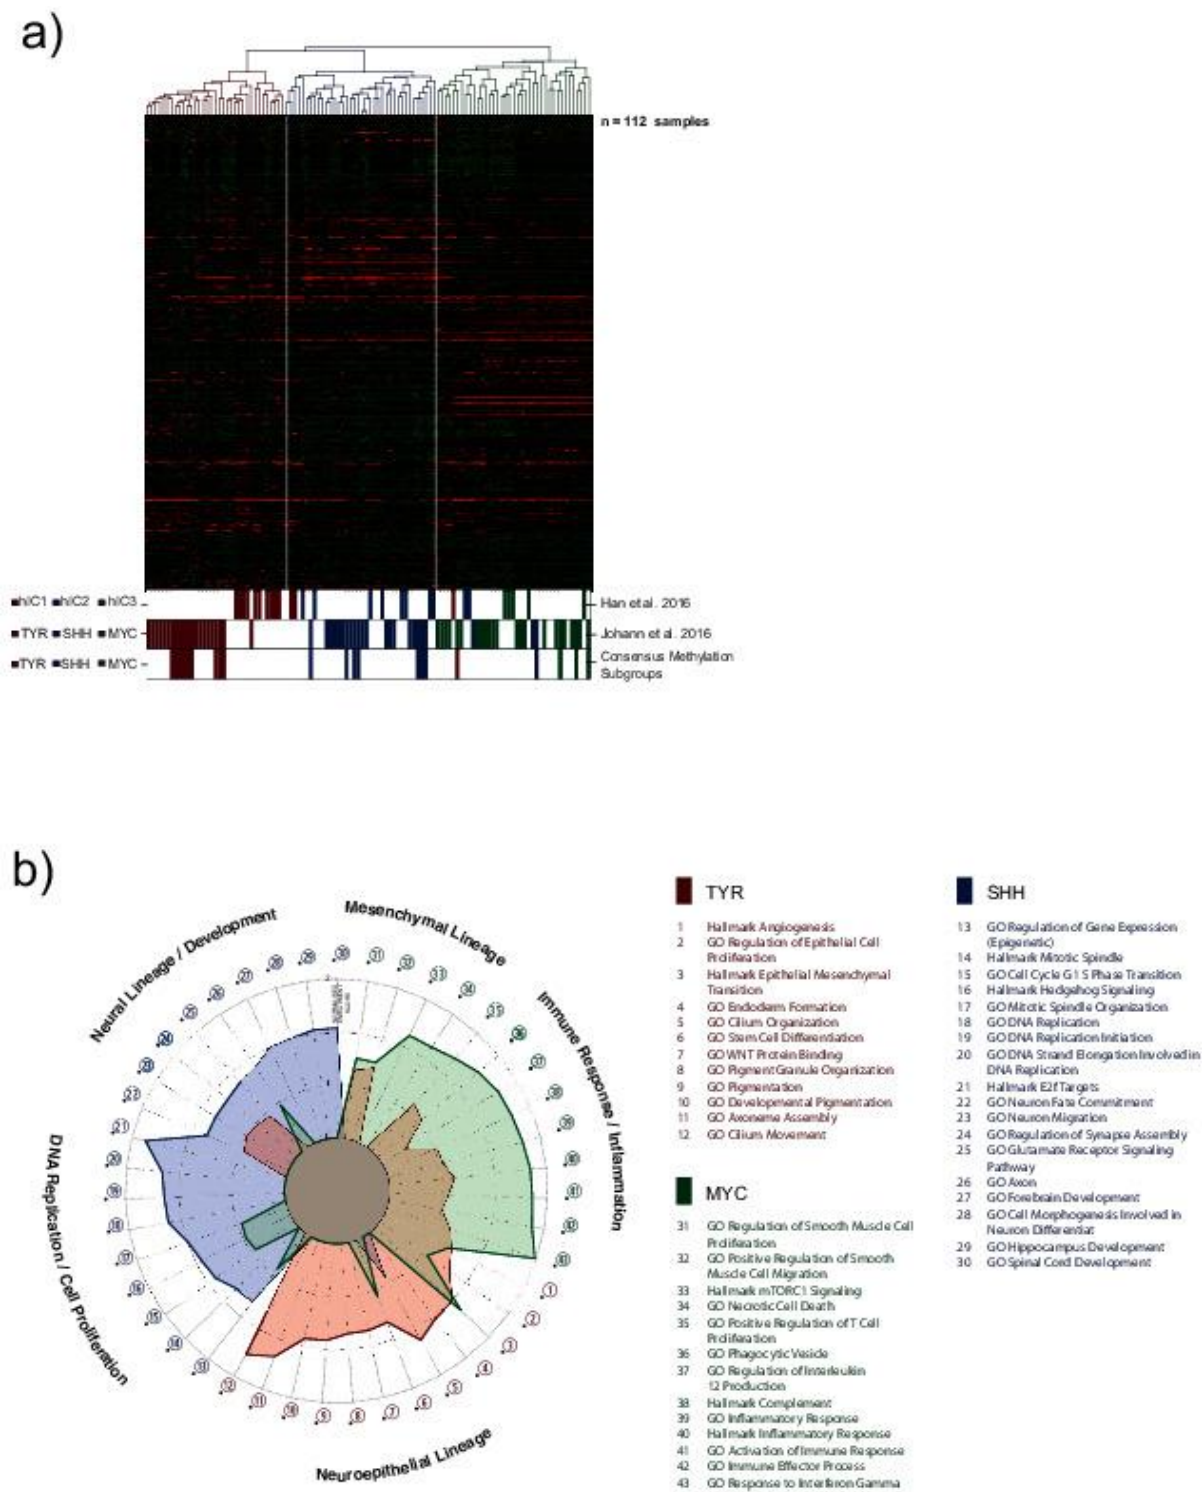 a)
n = 112 samples
hIC1 hIC2 hIC3
Han et al. 2016
TYR SHH MYC
Johann et al. 2016
TYR SHH MYC
Consensus Methylation
Subgroups
b)
Neural Lineage / Development
Mesenchymal Lineage
Immune Response / Inflammation
DNA Replication / Cell Proliferation
Neuroepithelial Lineage
TYR
1 Hallmark Angiogenesis
2 GO Regulation of Epithelial Cell
Proliferation
3 Hallmark Epithelial Mesenchymal
Transition
4 GO Endoderm Formation
5 GO Cilium Organization
6 GO Stem Cell Differentiation
7 GO WNT Protein Binding
8 GO Pigment Granule Organization
9 GO Pigmentation
10 GO Developmental Pigmentation
11 GO Axoneme Assembly
12 GO Cilium Movement
MYC
31 GO Regulation of Smooth Muscle Cell
Proliferation
32 GO Positive Regulation of Smooth
Muscle Cell Migration
33 Hallmark mTORC1 Signaling
34 GO Necrotic Cell Death
35 GO Positive Regulation of T Cell
Proliferation
36 GO Phagocytic Vesicle
37 GO Regulation of Interleukin
12 Production
38 Hallmark Complement
39 GO Inflammatory Response
40 Hallmark Inflammatory Response
41 GO Activation of Immune Response
42 GO Immune Effector Process
43 GO Response to Interferon Gamma
SHH
13 GO Regulation of Gene Expression
(Epigenetic)
14 Hallmark Mitotic Spindle
15 GO Cell Cycle G1 S Phase Transition
16 Hallmark Hedgehog Signaling
17 GO Mitotic Spindle Organization
18 GO DNA Replication
19 GO DNA Replication Initiation
20 GO DNA Strand Elongation Involved in
DNA Replication
21 Hallmark E2f Targets
22 GO Neuron Fate Commitment
23 GO Neuron Migration
24 GO Regulation of Synapse Assembly
25 GO Glutamate Receptor Signaling
Pathway
26 GO Axon
27 GO Forebrain Development
28 GO Cell Morphogenesis Involved in
Neuron Differentiat
29 GO Hippocampus Development
30 GO Spinal Cord Development